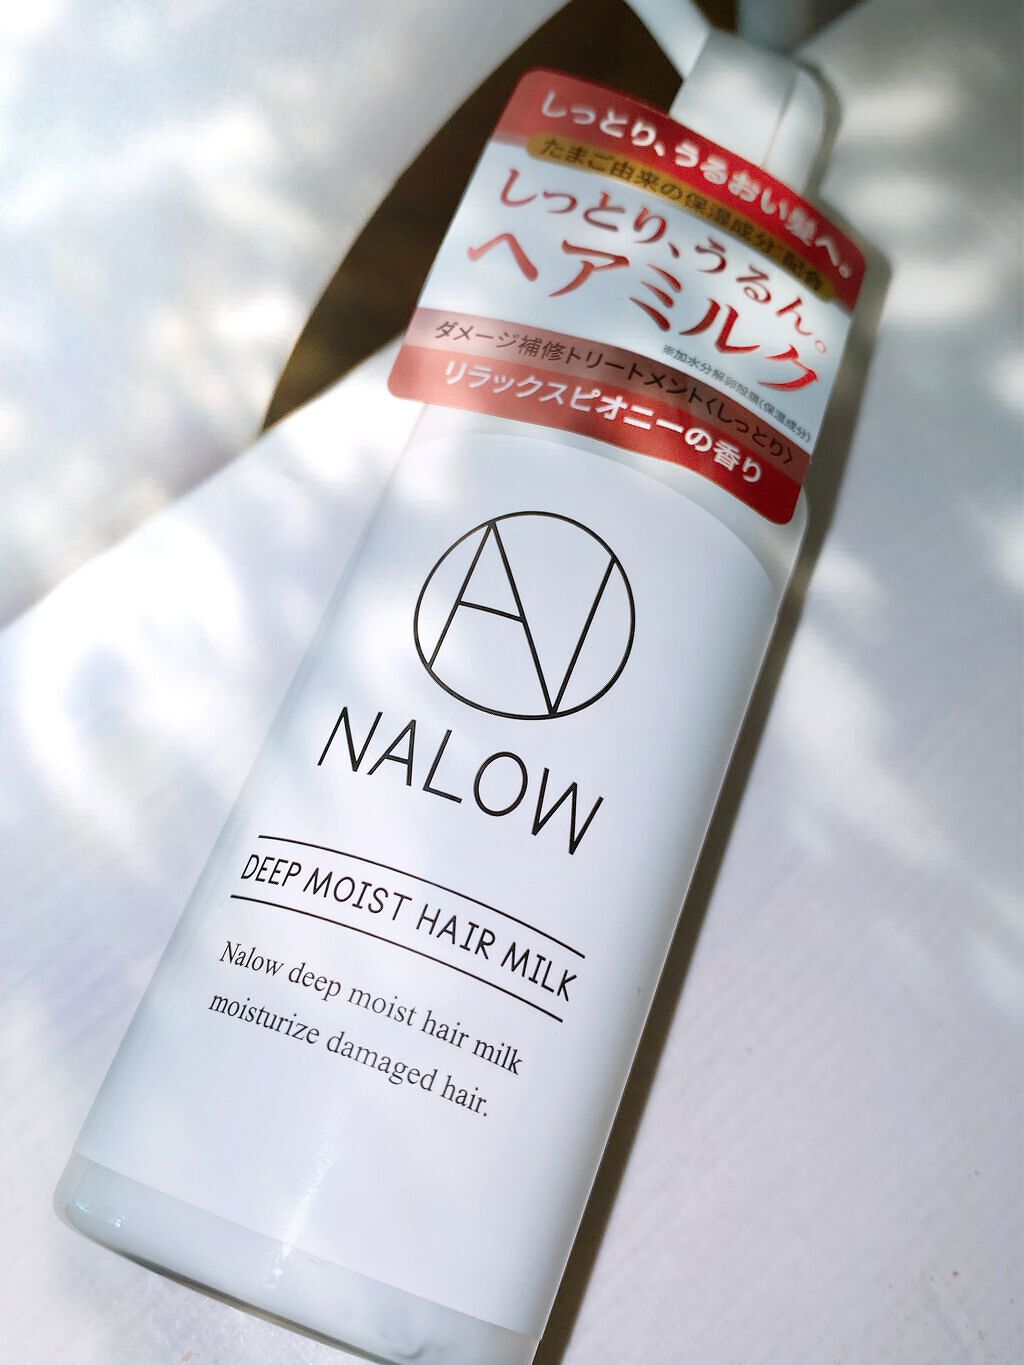 しっとり、うるおい髪へ。
たまご由来の保湿成分※配合
しっとり、うるん。
ヘアミルク
※加水分解卵殻膜(保湿成分)
ダメージ補修トリートメント〈しっとり〉
リラックスピオニーの香り
NALOW
DEEP MOIST HAIR MILK
Nalow deep moist hair milk
moisturize damaged hair.